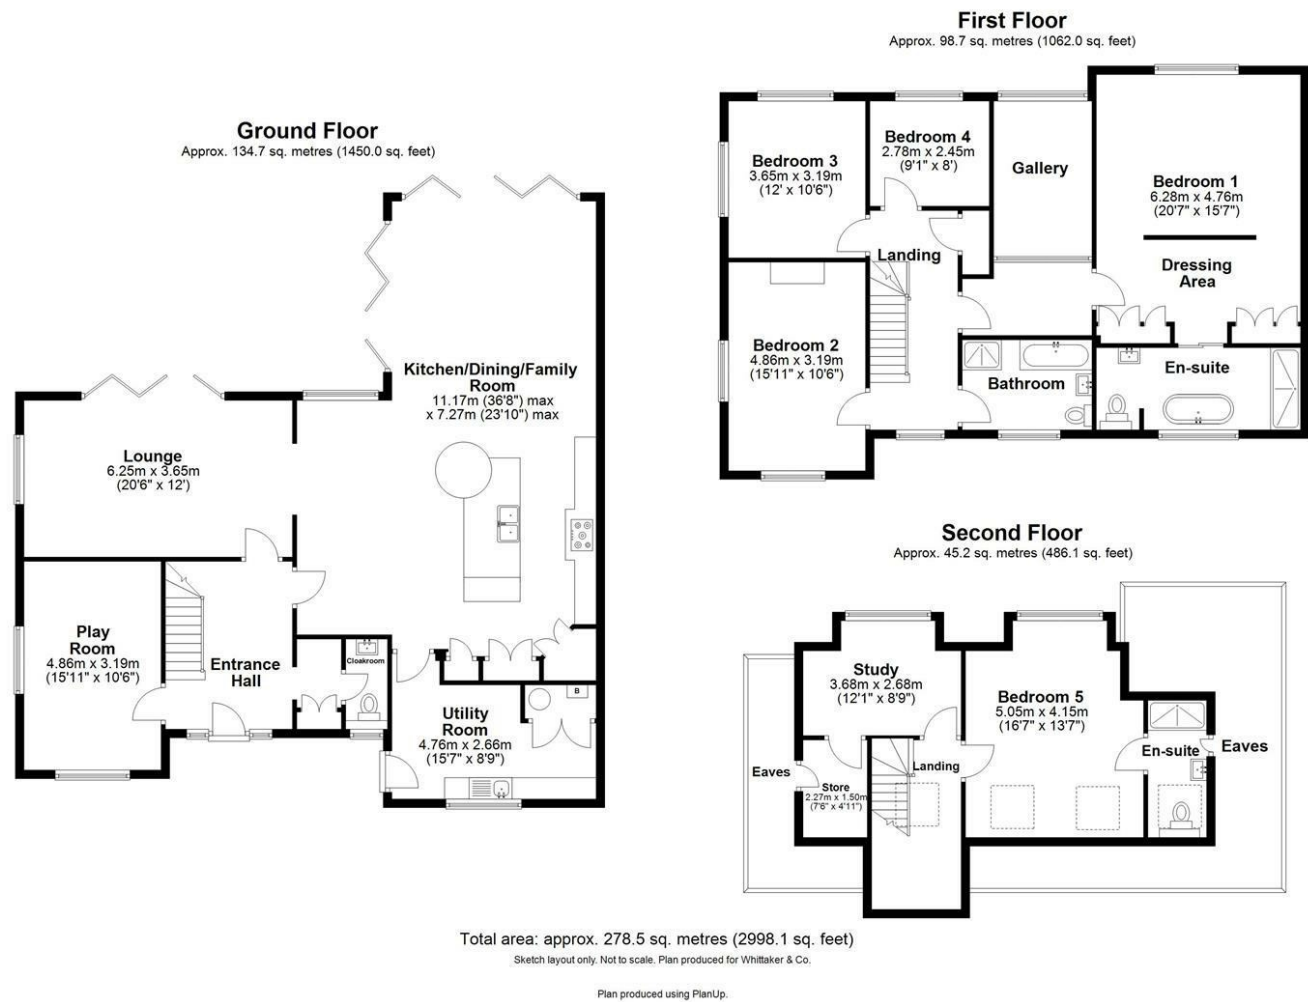 Ground Floor
Approx. 134.7 sq. metres (1450.0 sq. feet)
Kitchen/Dining/Family
Room
11.17m (36'8") max
x 7.27m (23'10") max
Lounge
6.25m x 3.65m
(20'6" x 12')
Play
Room
4.86m x 3.19m
(15'11" x 10'6")
Entrance
Hall
Cloakroom
Utility
Room
4.76m x 2.66m
(15'7" x 8'9")
B
First Floor
Approx. 98.7 sq. metres (1062.0 sq. feet)
Bedroom 3
3.65m x 3.19m
(12' x 10'6")
Bedroom 4
2.78m x 2.45m
(9'1" x 8')
Gallery
Bedroom 1
6.28m x 4.76m
(20'7" x 15'7")
Landing
Dressing
Area
Bedroom 2
4.86m x 3.19m
(15'11" x 10'6")
Bathroom
En-suite
Second Floor
Approx. 45.2 sq. metres (486.1 sq. feet)
Study
3.68m x 2.68m
(12'1" x 8'9")
Bedroom 5
5.05m x 4.15m
(16'7" x 13'7")
En-suite
Eaves
Landing
Eaves
Store
2.27m x 1.50m
(7'6" x 4'11")
Total area: approx. 278.5 sq. metres (2998.1 sq. feet)
Sketch layout only. Not to scale. Plan produced for Whittaker & Co.
Plan produced using PlanUp.